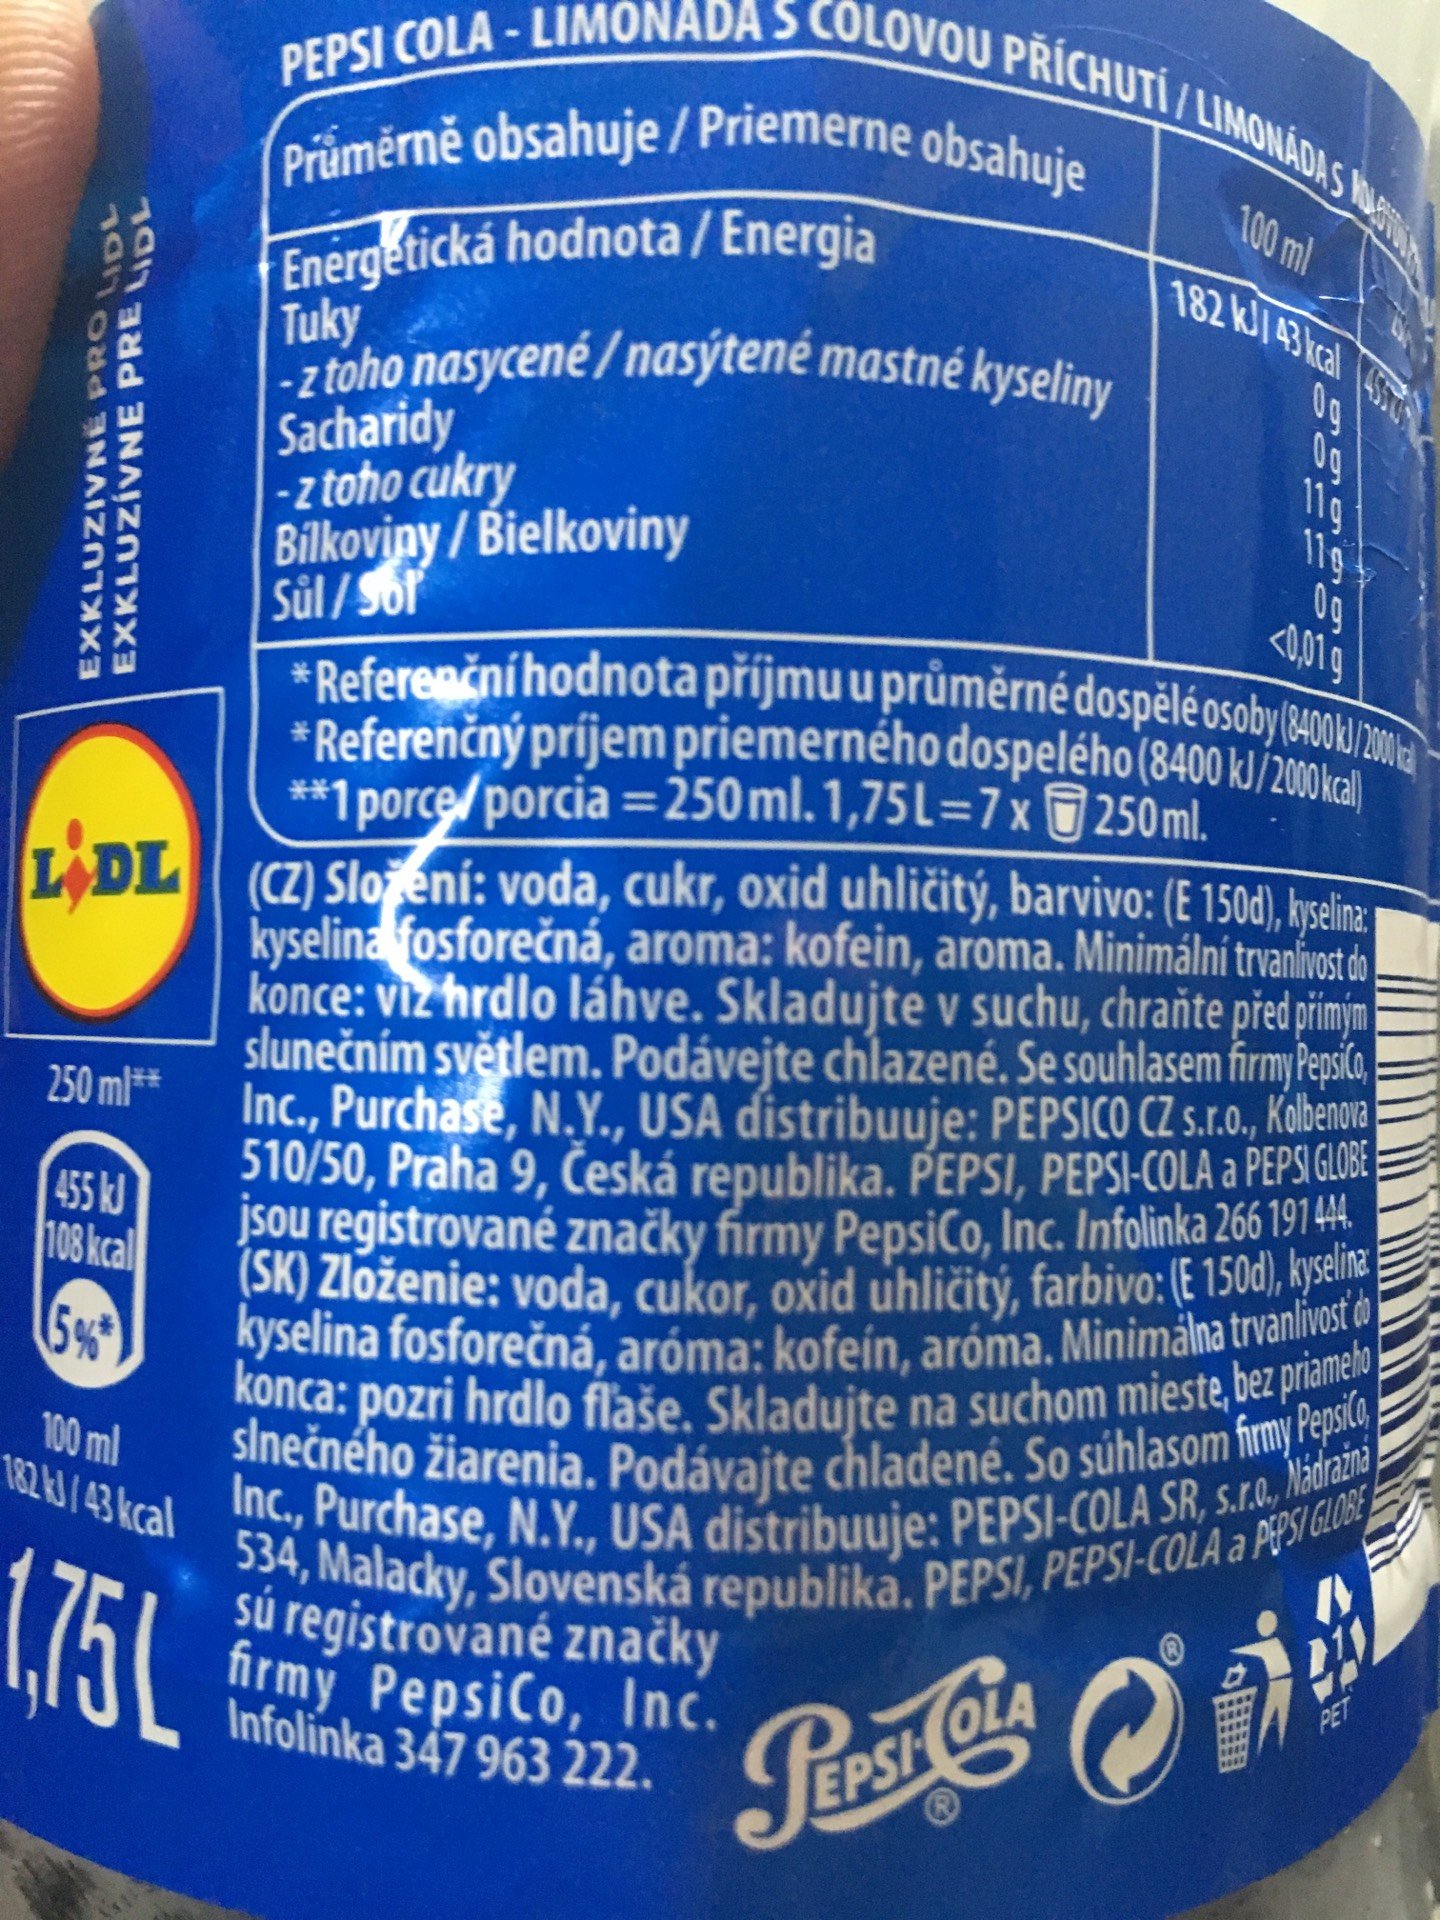 PEPSI COLA - LIMONÁDA S COLOVOU PŘÍCHUTÍ / LIMONÁDA S
Průměrně obsahuje / Priemerne obsahuje
100 ml
Energetická hodnota / Energia
182 kJ | 43 kcal
Tuky
0 g
- z toho nasycené / nasýtené mastné kyseliny
0 g
Sacharidy
11 g
- z toho cukry
11 g
Bílkoviny / Bielkoviny
0 g
Sůl / Soľ
<0,01 g
* Referenční hodnota příjmu u průměrné dospělé osoby (8400 kJ / 2000 kcal)
* Referenčný príjem priemerného dospelého (8400 kJ / 2000 kcal)
**1 porce / porcia = 250 ml. 1,75 L = 7 x 250 ml.
(CZ) Složení: voda, cukr, oxid uhličitý, barvivo: (E 150d), kyselina:
kyselina fosforečná, aroma: kofein, aroma. Minimální trvanlivost do
konce: viz hrdlo láhve. Skladujte v suchu, chraňte před přímým
slunečním světlem. Podávejte chlazené. Se souhlasem firmy PepsiCo,
Inc., Purchase, N.Y., USA distribuuje: PEPSICO CZ s.r.o., Kolbenova
510/50, Praha 9, Česká republika. PEPSI, PEPSI-COLA a PEPSI GLOBE
jsou registrované značky firmy PepsiCo, Inc. Infolinka 266 197 444.
(SK) Zloženie: voda, cukor, oxid uhličitý, farbivo: (E 150d), kyselina:
kyselina fosforečná, aróma: kofeín, aróma. Minimálna trvanlivosť do
konca: pozri hrdlo fľaše. Skladujte na suchom mieste, bez priameho
slnečného žiarenia. Podávajte chladené. So súhlasom firmy PepsiCo,
Inc., Purchase, N.Y., USA distribuuje: PEPSI-COLA SR, s.r.o., Nádražná
534, Malacky, Slovenská republika. PEPSI, PEPSI-COLA a PEPSI GLOBE
sú registrované značky
firmy PepsiCo, Inc.
Infolinka 347 963 222.
PEPSI-COLA ®
®
1
PET
EXKLUZIVNĚ PRO LIDL
EXKLUZÍVNE PRE LIDL
LIDL
250 ml**
455 kJ
108 kcal
5%*
100 ml
182 kJ / 43 kcal
1,75 L